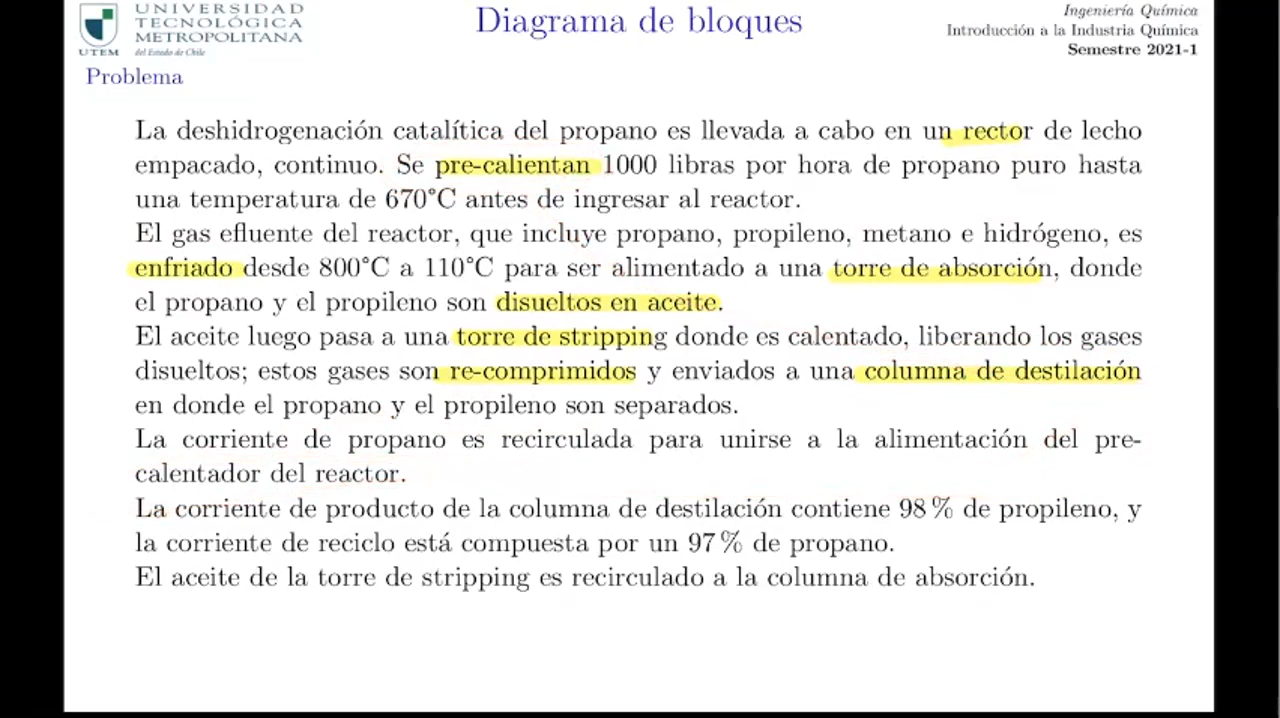 UNIVERSIDAD
TECNOLÓGICA
METROPOLITANA
del Estado de Chile
UTEM
Diagrama de bloques
Ingeniería Química
Introducción a la Industria Química
Semestre 2021-1
Problema
La deshidrogenación catalítica del propano es llevada a cabo en un rector de lecho
empacado, continuo. Se pre-calientan 1000 libras por hora de propano puro hasta
una temperatura de 670°C antes de ingresar al reactor.
El gas efluente del reactor, que incluye propano, propileno, metano e hidrógeno, es
enfriado desde 800°C a 110°C para ser alimentado a una torre de absorción, donde
el propano y el propileno son disueltos en aceite.
El aceite luego pasa a una torre de stripping donde es calentado, liberando los gases
disueltos; estos gases son re-comprimidos y enviados a una columna de destilación
en donde el propano y el propileno son separados.
La corriente de propano es recirculada para unirse a la alimentación del pre-
calentador del reactor.
La corriente de producto de la columna de destilación contiene 98 % de propileno, y
la corriente de reciclo está compuesta por un 97 % de propano.
El aceite de la torre de stripping es recirculado a la columna de absorción.